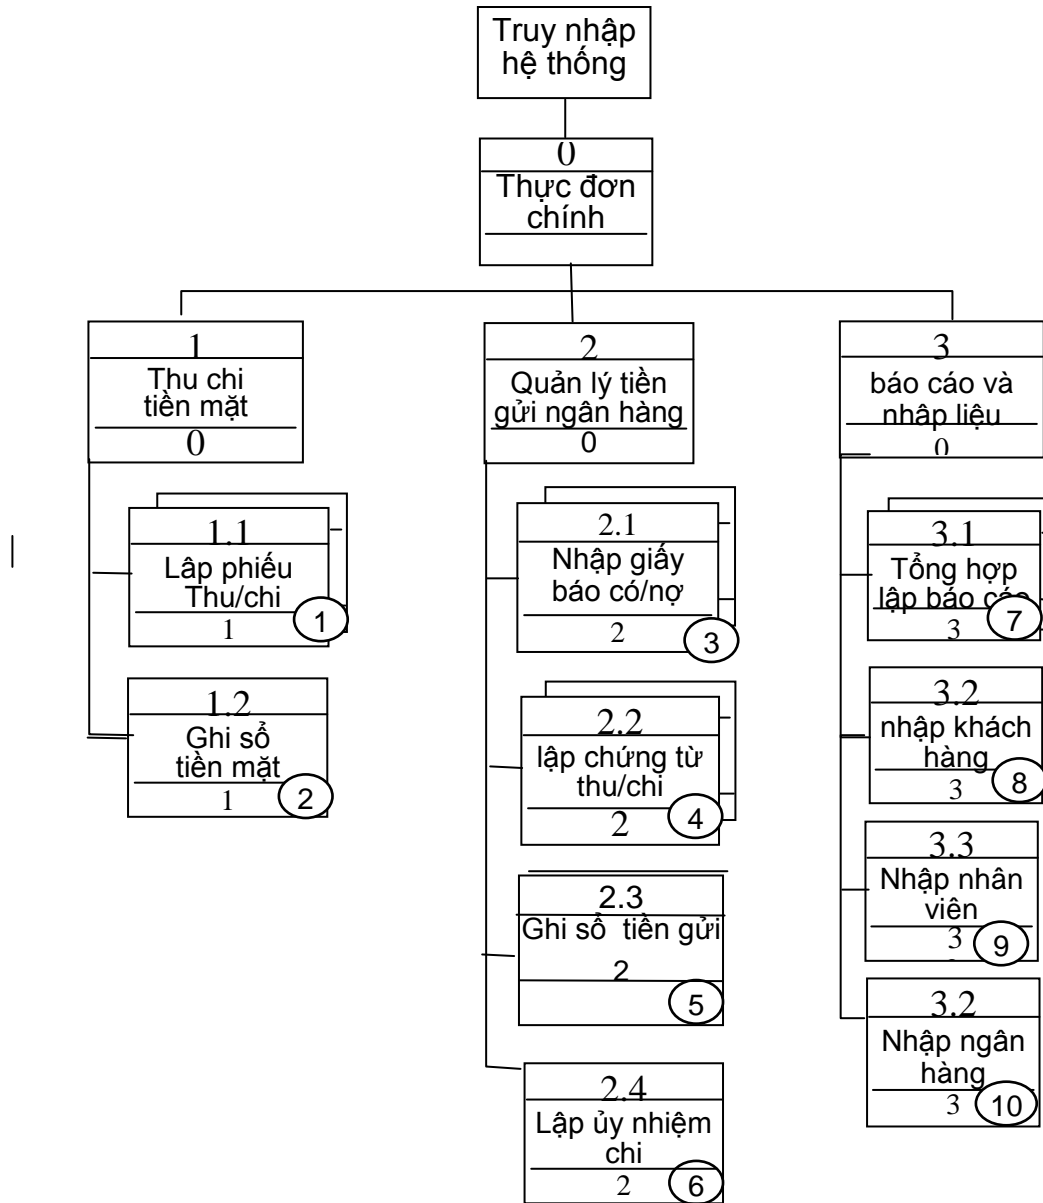 Truy nhập
hệ thống
0
Thực đơn
chính
1
Thu chi
tiền mặt
0
1.1
Lâp phiếu
Thu/chi
1
1
1.2
Ghi sổ
tiền mặt
1
2
2
Quản lý tiền
gửi ngân hàng
0
2.1
Nhập giấy
báo có/nợ
2
3
2.2
lập chứng từ
thu/chi
2
4
2.3
Ghi sổ tiền gửi
2
5
2.4
Lập ủy nhiệm
chi
2
6
3
báo cáo và
nhập liệu
0
3.1
Tổng hợp
lập báo cáo
3
7
3.2
nhập khách
hàng
3
8
3.3
Nhập nhân
viên
3
9
3.2
Nhập ngân
hàng
3
10